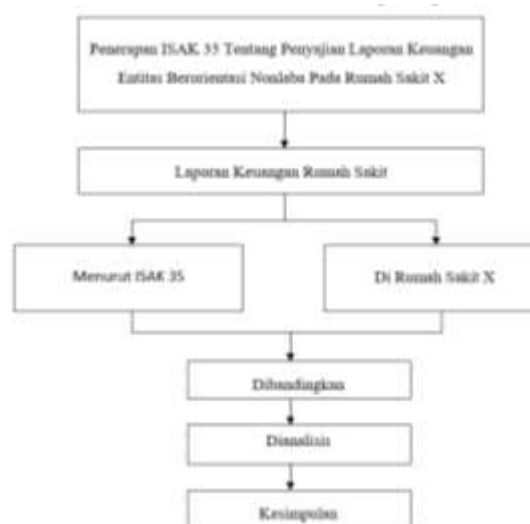 Penerapan ISAK 35 Tentang Penyajian Laporan Keuangan
Entitas Berorientasi Nonlaba Pada Rumah Sakit X
Laporan Keuangan Rumah Sakit
Menurut ISAK 35
Di Rumah Sakit X
Dibandingkan
Dianalisis
Kesimpulan